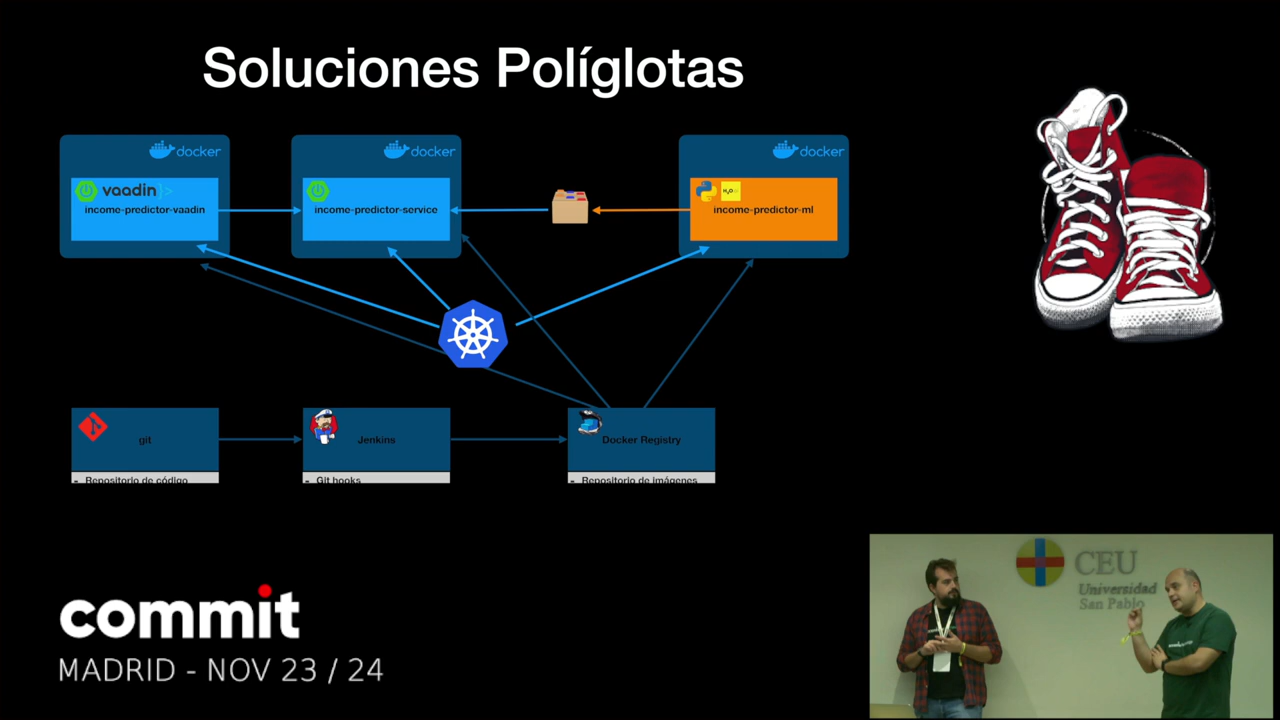 Soluciones Políglotas
docker
docker
docker
vaadin}>
H₂O
income-predictor-vaadin
income-predictor-service
income-predictor-ml
git
Jenkins
Docker Registry
- Repositorio de código
- Git hooks
- Repositorio de imágenes
commit
MADRID - NOV 23 / 24
CEU
Universidad
San Pablo